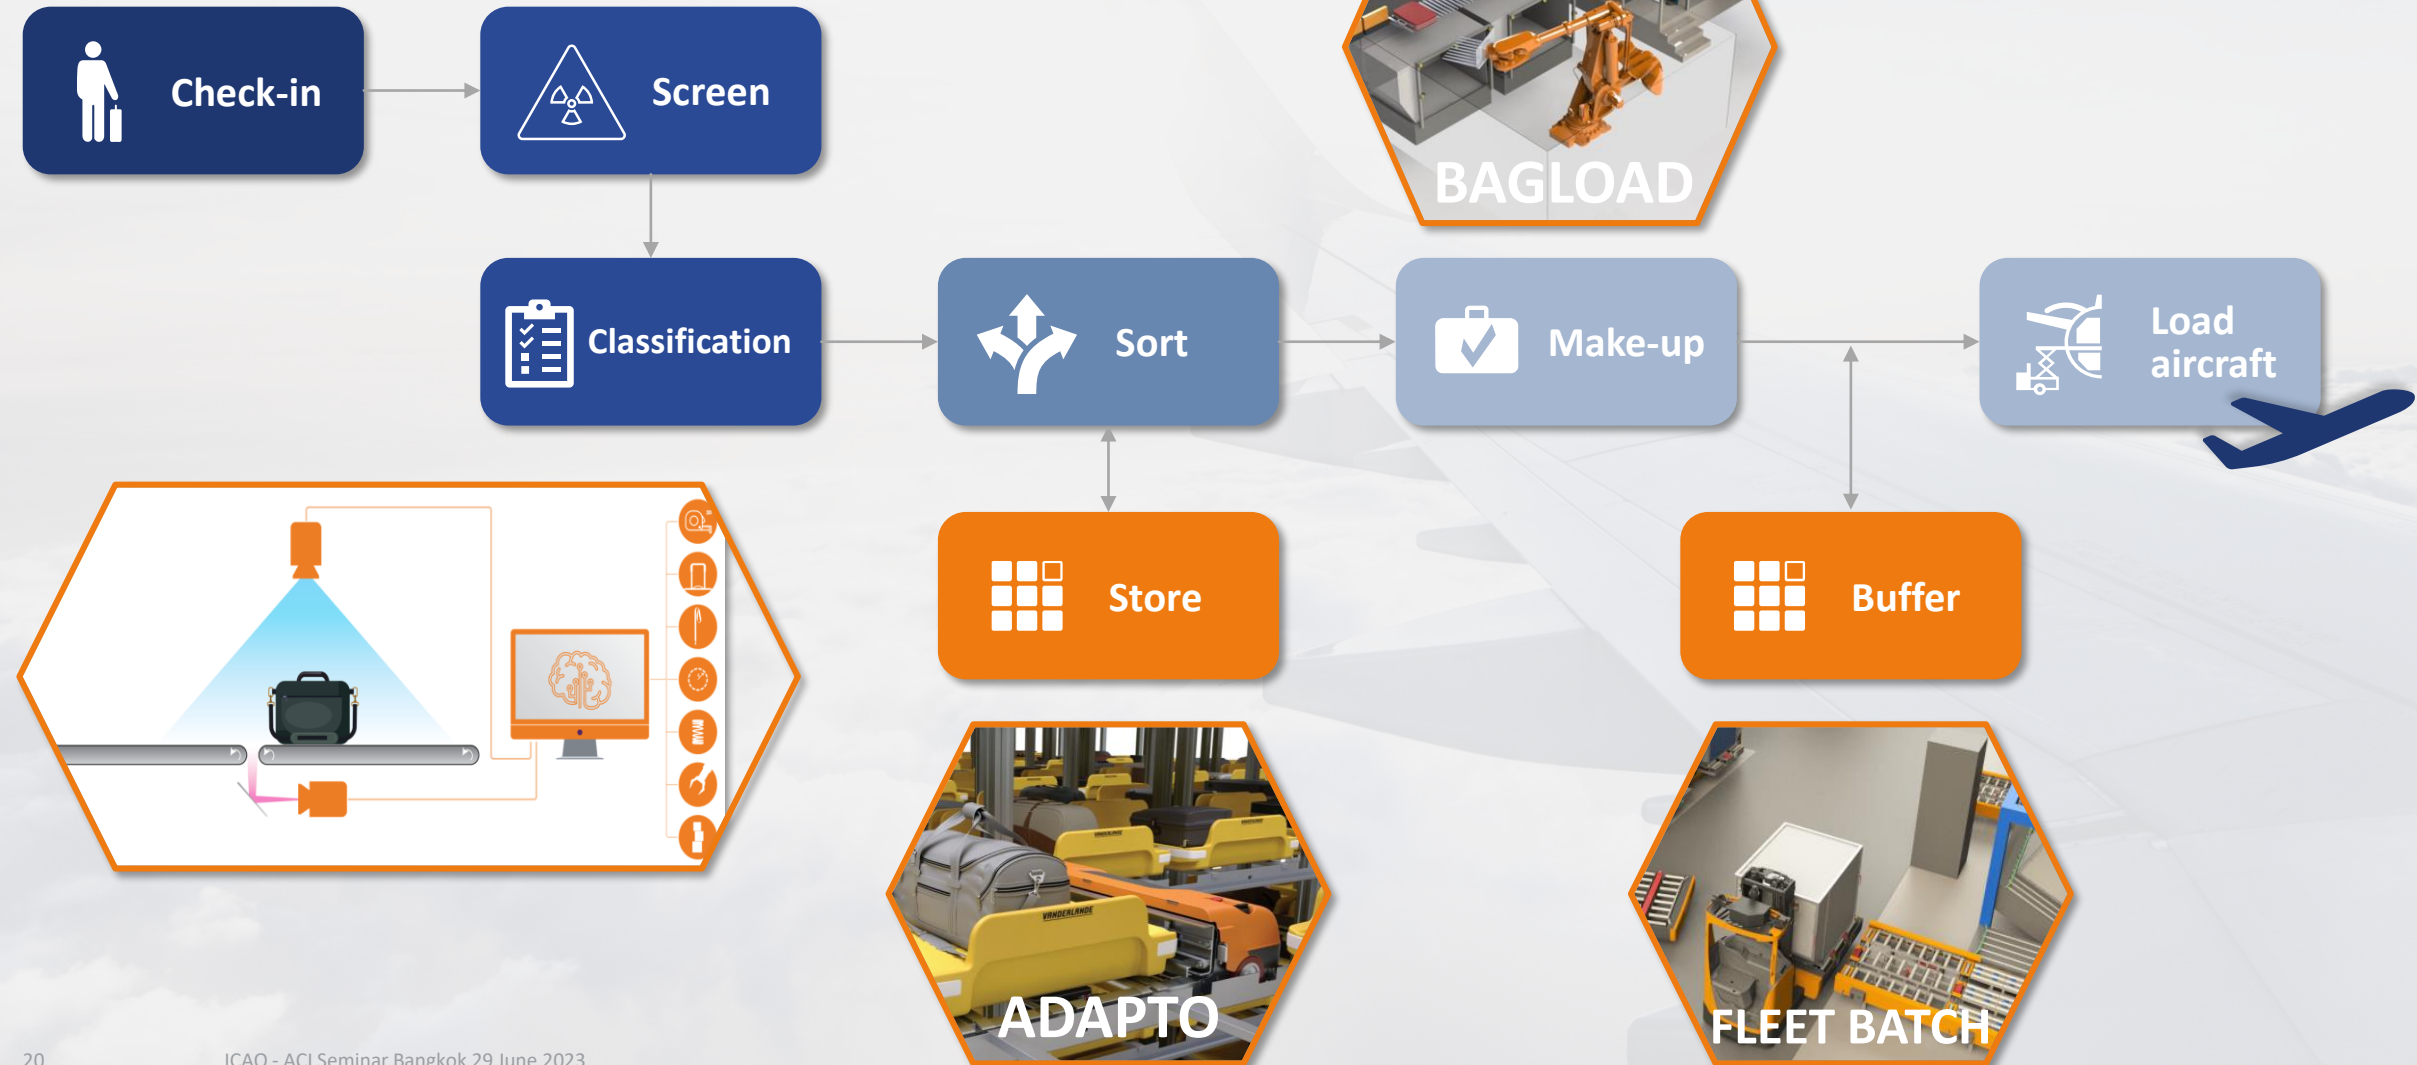 Check-in
Screen
BAGLOAD
Classification
Sort
Make-up
Load
aircraft
Store
Buffer
VANDERLANDE
ADAPTO
FLEET BATCH
20
ICAO - ACI Seminar Bangkok 29 June 2023